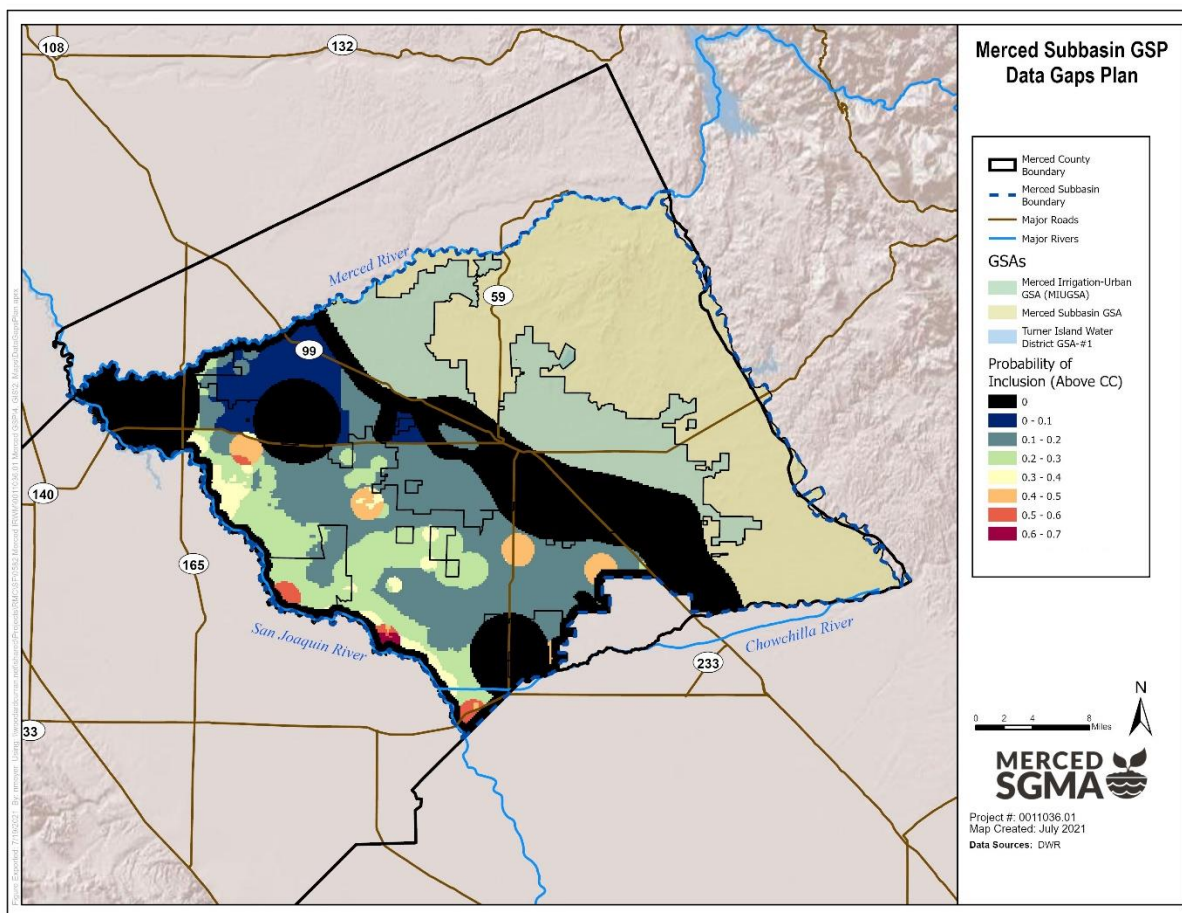 Merced Subbasin GSP
Data Gaps Plan
Merced County
Boundary
Merced Subbasin
Boundary
Major Roads
Major Rivers
GSAs
Merced Irrigation-Urban
GSA (MIUGSA)
Merced Subbasin GSA
Turner Island Water
District GSA-#1
Probability of
Inclusion (Above CC)
0
0 - 0.1
0.1 - 0.2
0.2 - 0.3
0.3 - 0.4
0.4 - 0.5
0.5 - 0.6
0.6 - 0.7
N
0 2 4 8
Miles
MERCED
SGMA
Project #: 0011036.01
Map Created: July 2021
Data Sources: DWR
108
132
Merced River
59
99
140
165
San Joaquin River
Chowchilla River
233
33
Figure Exported: 7/19/2021